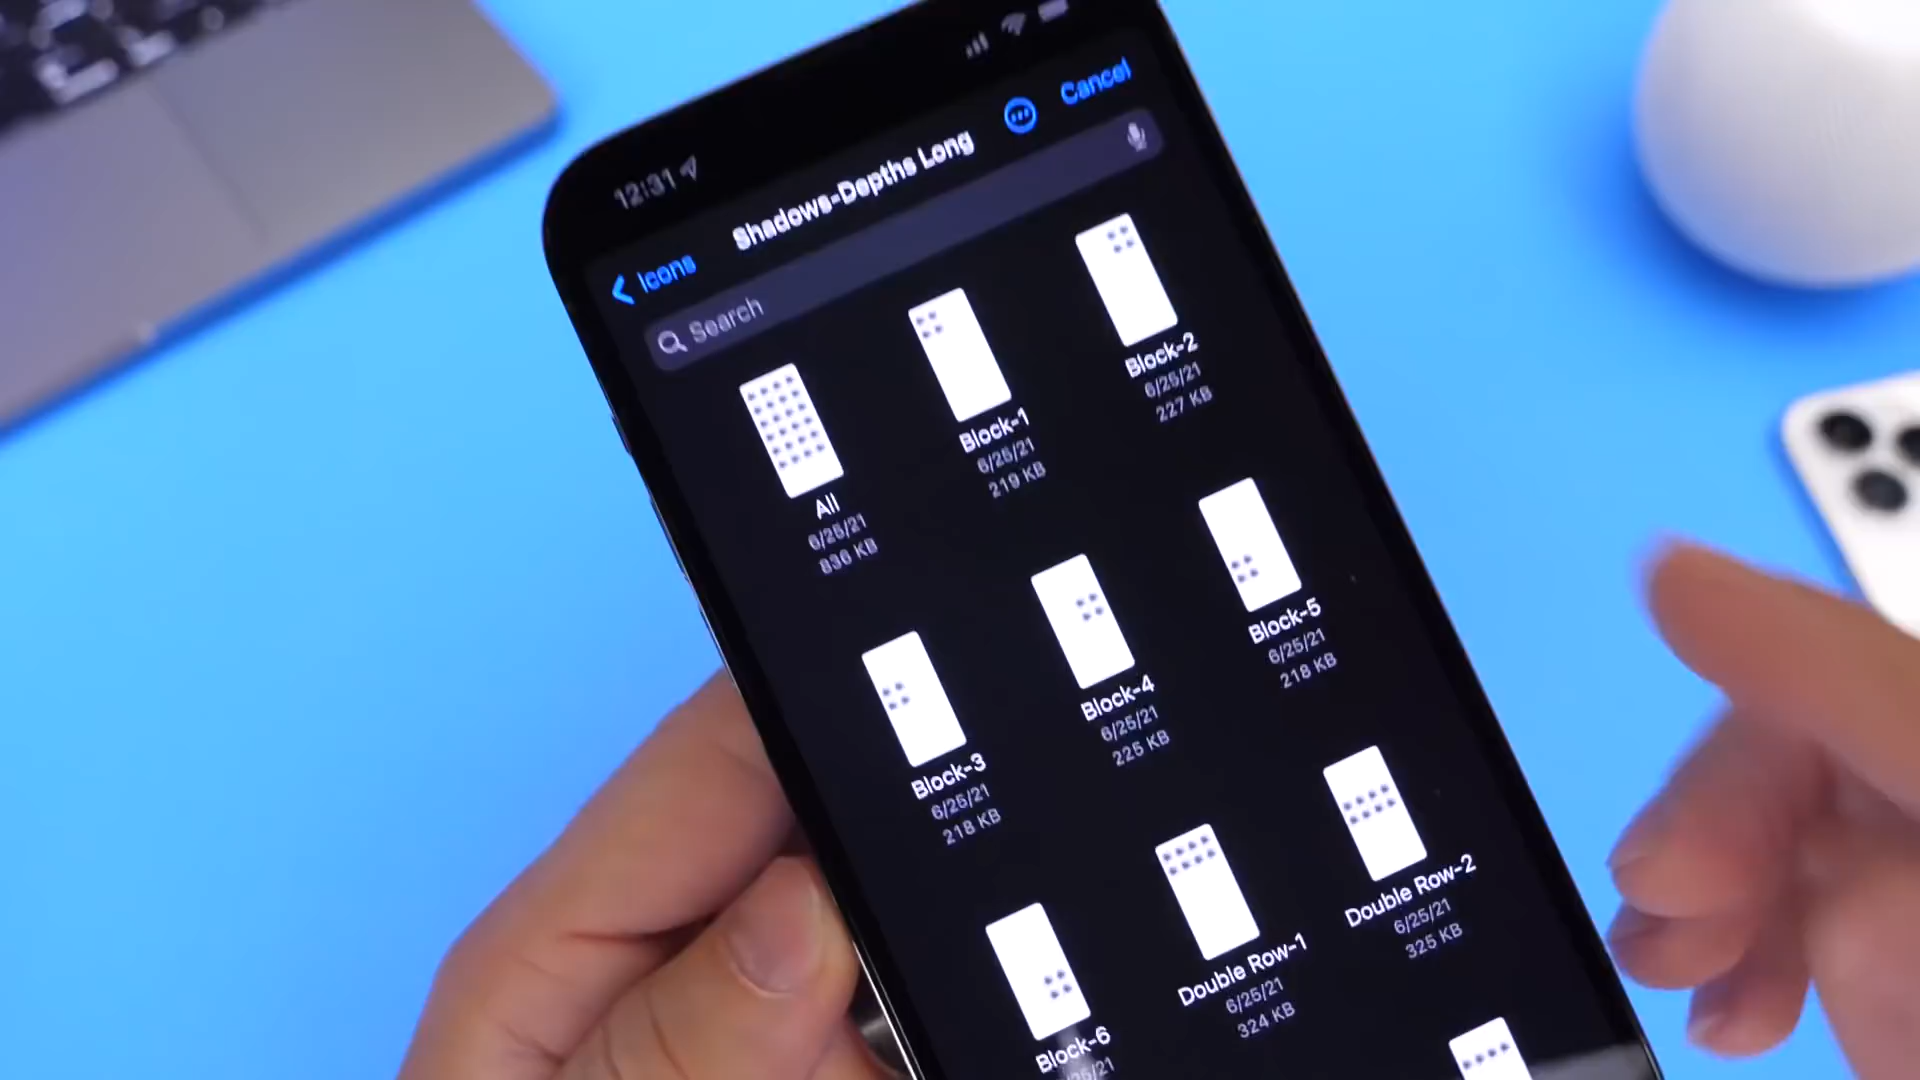 12:31
Cancel
Icons
Shadows-Depths Long
Search
All
6/25/21
836 KB
Block-1
6/25/21
219 KB
Block-2
6/25/21
227 KB
Block-3
6/25/21
218 KB
Block-4
6/25/21
225 KB
Block-5
6/25/21
218 KB
Block-6
Double Row-1
6/25/21
324 KB
Double Row-2
6/25/21
325 KB